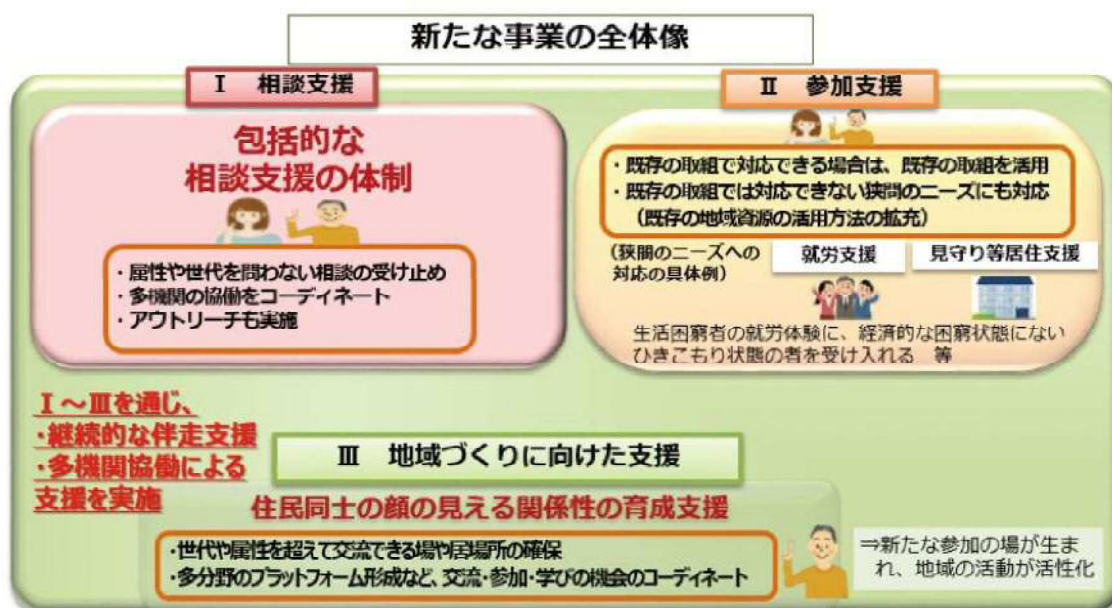 新たな事業の全体像
Ⅰ 相談支援
包括的な
相談支援の体制
・属性や世代を問わない相談の受け止め
・多機関の協働をコーディネート
・アウトリーチも実施
Ⅱ 参加支援
・既存の取組で対応できる場合は、既存の取組を活用
・既存の取組では対応できない狭間のニーズにも対応
（既存の地域資源の活用方法の拡充）
（狭間のニーズへの
対応の具体例）
就労支援
見守り等居住支援
生活困窮者の就労体験に、経済的な困窮状態にない
ひきこもり状態の者を受け入れる 等
Ⅰ～Ⅲを通じ、
・継続的な伴走支援
・多機関協働による
支援を実施
Ⅲ 地域づくりに向けた支援
住民同士の顔の見える関係性の育成支援
・世代や属性を超えて交流できる場や居場所の確保
・多分野のプラットフォーム形成など、交流・参加・学びの機会のコーディネート
⇒新たな参加の場が生ま
れ、地域の活動が活性化